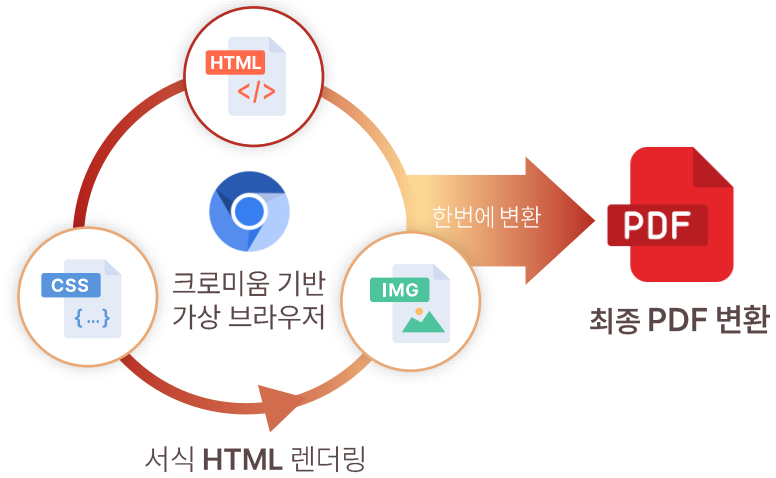 HTML
</>
한번에 변환
PDF
CSS
{...}
크로미움 기반
가상 브라우저
IMG
최종 PDF 변환
서식 HTML 렌더링